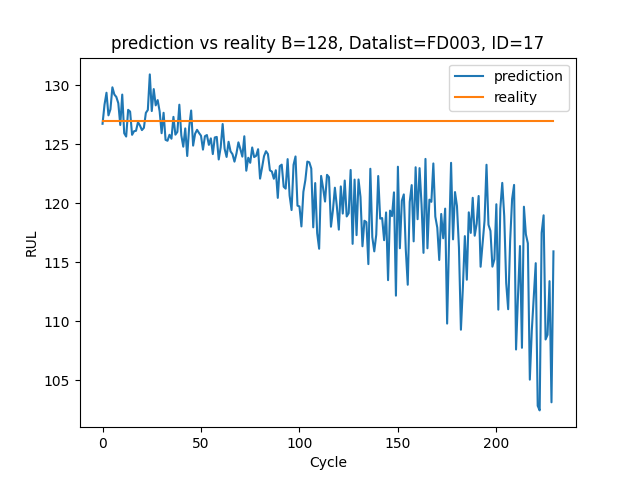 prediction vs reality B=128, Datalist=FD003, ID=17
prediction
reality
130
125
120
115
110
105
RUL
0
50
100
150
200
Cycle